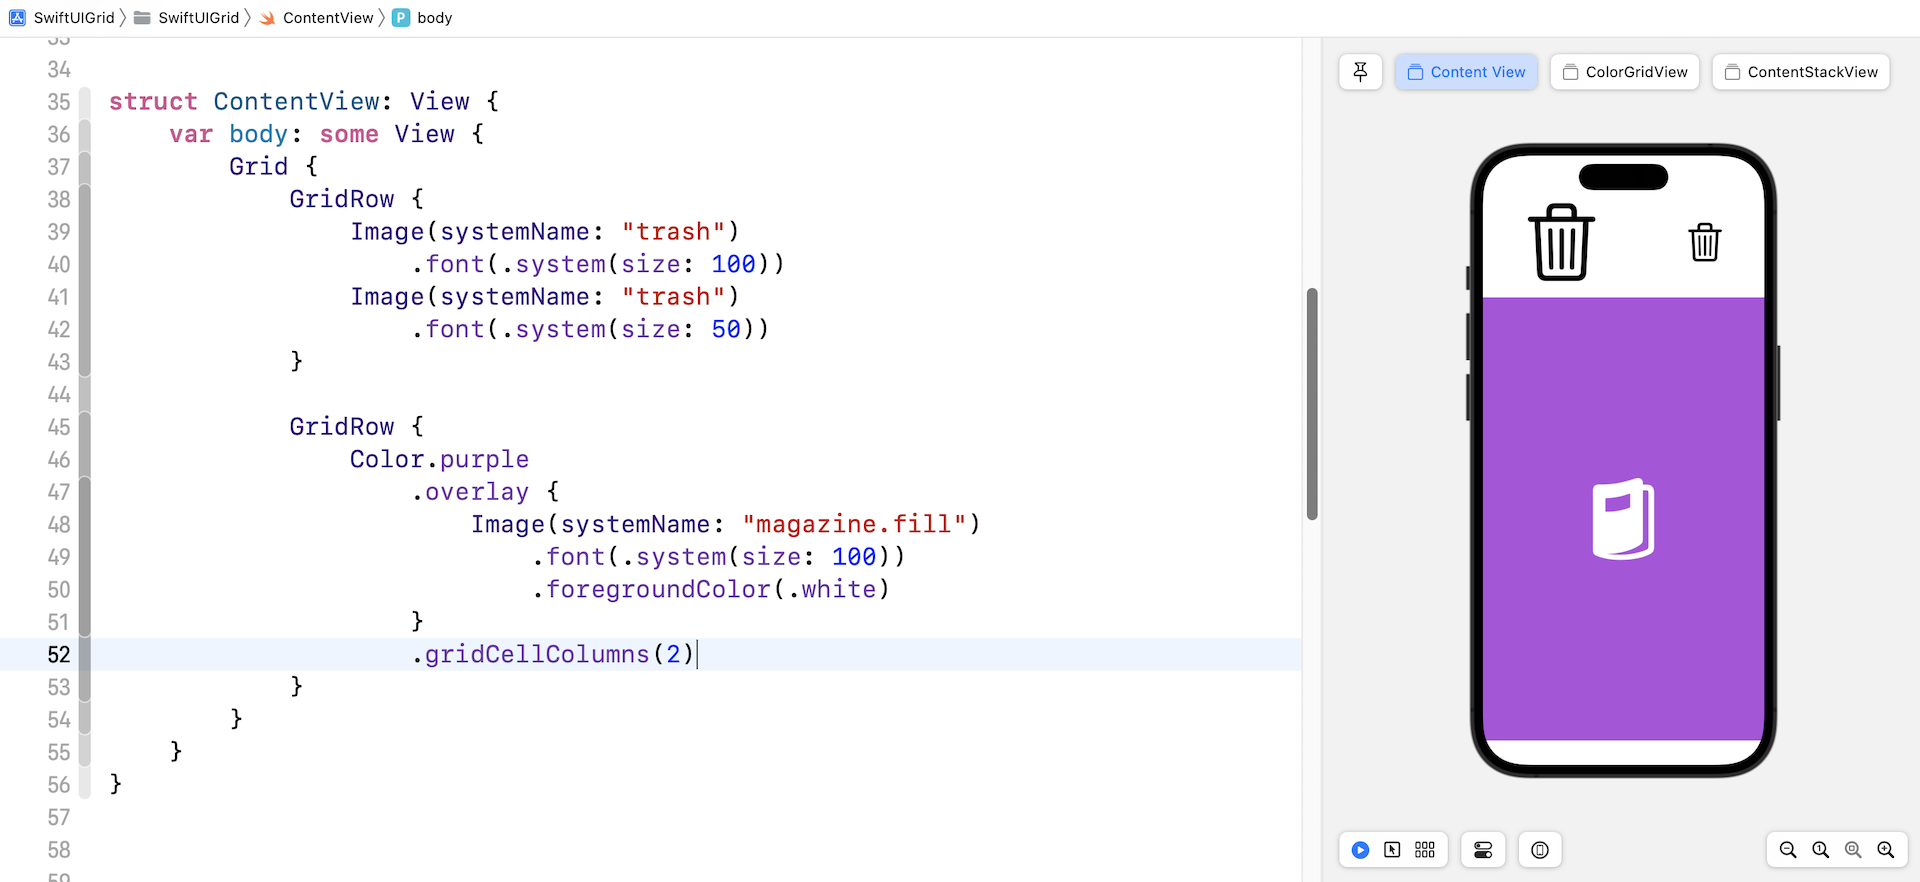 SwiftUIGrid SwiftUIGrid ContentView P body
33
34
35 struct ContentView: View {
36 var body: some View {
37 Grid {
38 GridRow {
39 Image(systemName: "trash")
40 .font(.system(size: 100))
41 Image(systemName: "trash")
42 .font(.system(size: 50))
43 }
44
45 GridRow {
46 Color.purple
47 .overlay {
48 Image(systemName: "magazine.fill")
49 .font(.system(size: 100))
50 .foregroundColor(.white)
51 }
52 .gridCellColumns(2)
53 }
54 }
55 }
56 }
57
58
59
Content View
ColorGridView
ContentStackView